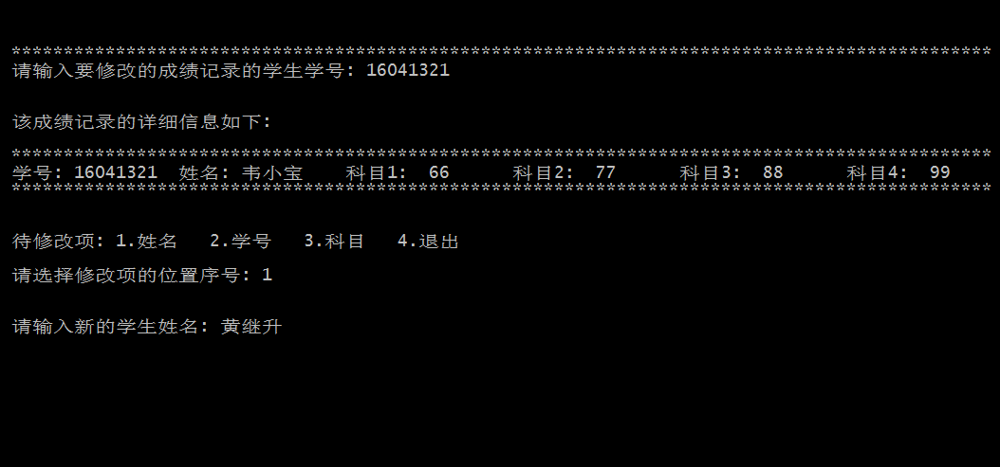 **********************************************************************************************
请输入要修改的成绩记录的学生学号: 16041321
该成绩记录的详细信息如下:
**********************************************************************************************
学号: 16041321  姓名: 韦小宝    科目1:  66      科目2:  77      科目3:  88      科目4:  99
**********************************************************************************************
待修改项: 1.姓名   2.学号   3.科目   4.退出
请选择修改项的位置序号: 1
请输入新的学生姓名: 黄继升